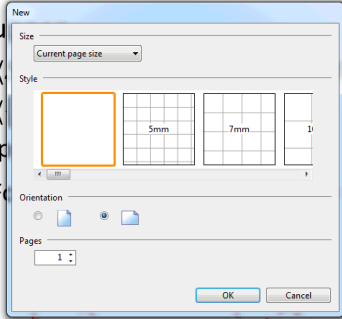 New
Size
Current page size
Style
5mm
7mm
Orientation
Pages
1
OK
Cancel